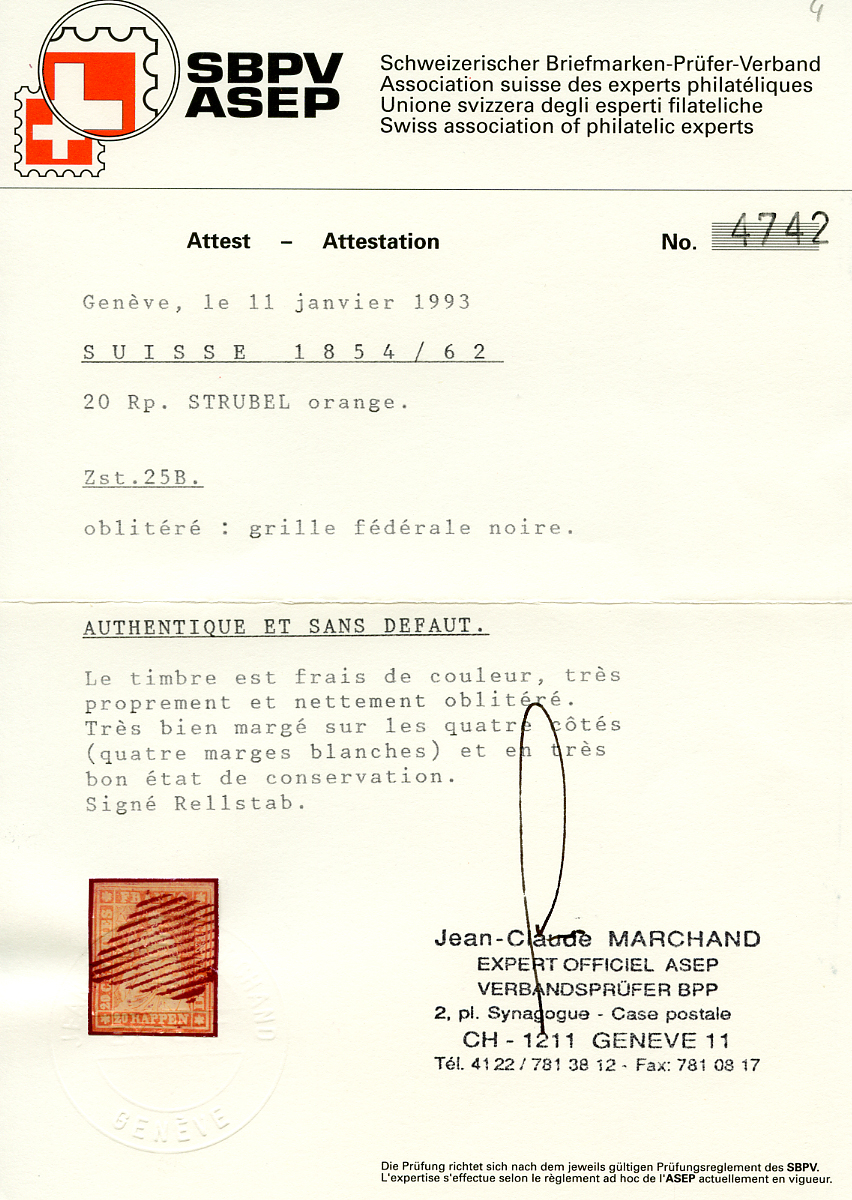 4
SBPV
ASEP
Schweizerischer Briefmarken-Prüfer-Verband
Association suisse des experts philatéliques
Unione svizzera degli esperti filateliche
Swiss association of philatelic experts
Attest – Attestation No. 4742
Genève, le 11 janvier 1993
SUISSE 1854/62
20 Rp. STRUBEL orange.
Zst.25B.
oblitéré : grille fédérale noire.
AUTHENTIQUE ET SANS DEFAUT.
Le timbre est frais de couleur, très
proprement et nettement oblitéré.
Très bien margé sur les quatre côtés
(quatre marges blanches) et en très
bon état de conservation.
Signé Rellstab.
20 RAPPEN
GENÈVE
Jean-Claude MARCHAND
EXPERT OFFICIEL ASEP
VERBANDSPRÜFER BPP
2, pl. Synagogue - Case postale
CH - 1211 GENEVE 11
Tél. 41 22 / 781 38 12 - Fax: 781 08 17
Die Prüfung richtet sich nach dem jeweils gültigen Prüfungsreglement des SBPV.
L'expertise s'effectue selon le règlement ad hoc de l'ASEP actuellement en vigueur.